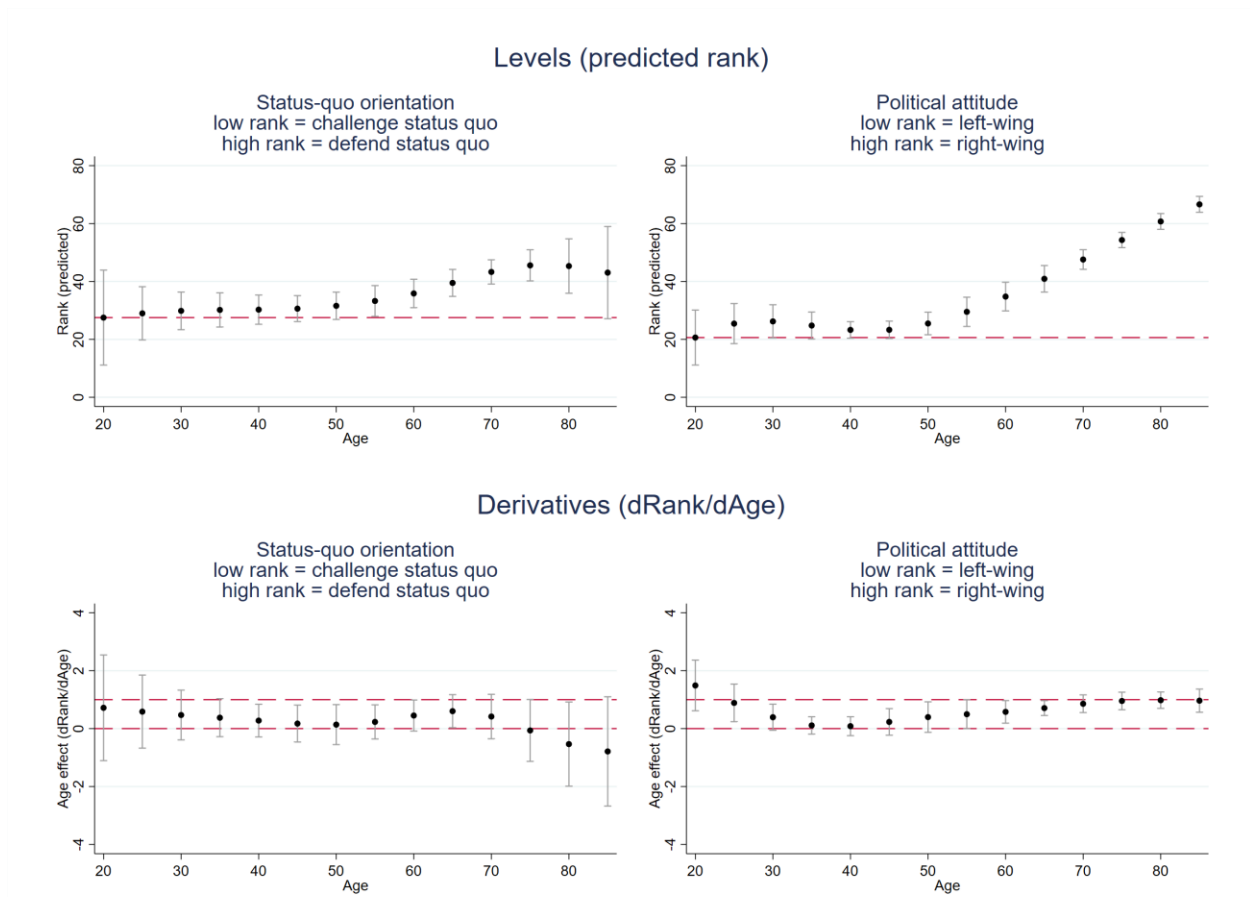 Levels (predicted rank)
Status-quo orientation
low rank = challenge status quo
high rank = defend status quo
Rank (predicted)
80
60
40
20
0
20 30 40 50 60 70 80
Age
Political attitude
low rank = left-wing
high rank = right-wing
Rank (predicted)
80
60
40
20
0
20 30 40 50 60 70 80
Age
Derivatives (dRank/dAge)
Status-quo orientation
low rank = challenge status quo
high rank = defend status quo
Age effect (dRank/dAge)
4
2
0
-2
-4
20 30 40 50 60 70 80
Age
Political attitude
low rank = left-wing
high rank = right-wing
Age effect (dRank/dAge)
4
2
0
-2
-4
20 30 40 50 60 70 80
Age